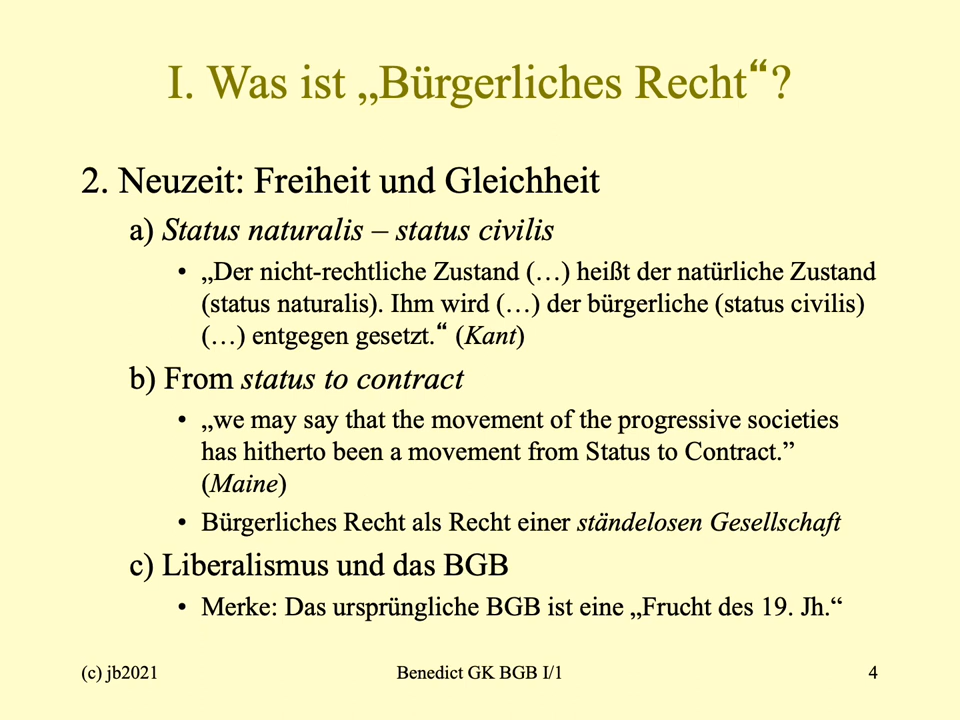 I. Was ist „Bürgerliches Recht“?
2. Neuzeit: Freiheit und Gleichheit
a) Status naturalis – status civilis
• „Der nicht-rechtliche Zustand (…) heißt der natürliche Zustand
(status naturalis). Ihm wird (…) der bürgerliche (status civilis)
(…) entgegen gesetzt.“ (Kant)
b) From status to contract
• „we may say that the movement of the progressive societies
has hitherto been a movement from Status to Contract.”
(Maine)
• Bürgerliches Recht als Recht einer ständelosen Gesellschaft
c) Liberalismus und das BGB
• Merke: Das ursprüngliche BGB ist eine „Frucht des 19. Jh.“
(c) jb2021
Benedict GK BGB I/1
4